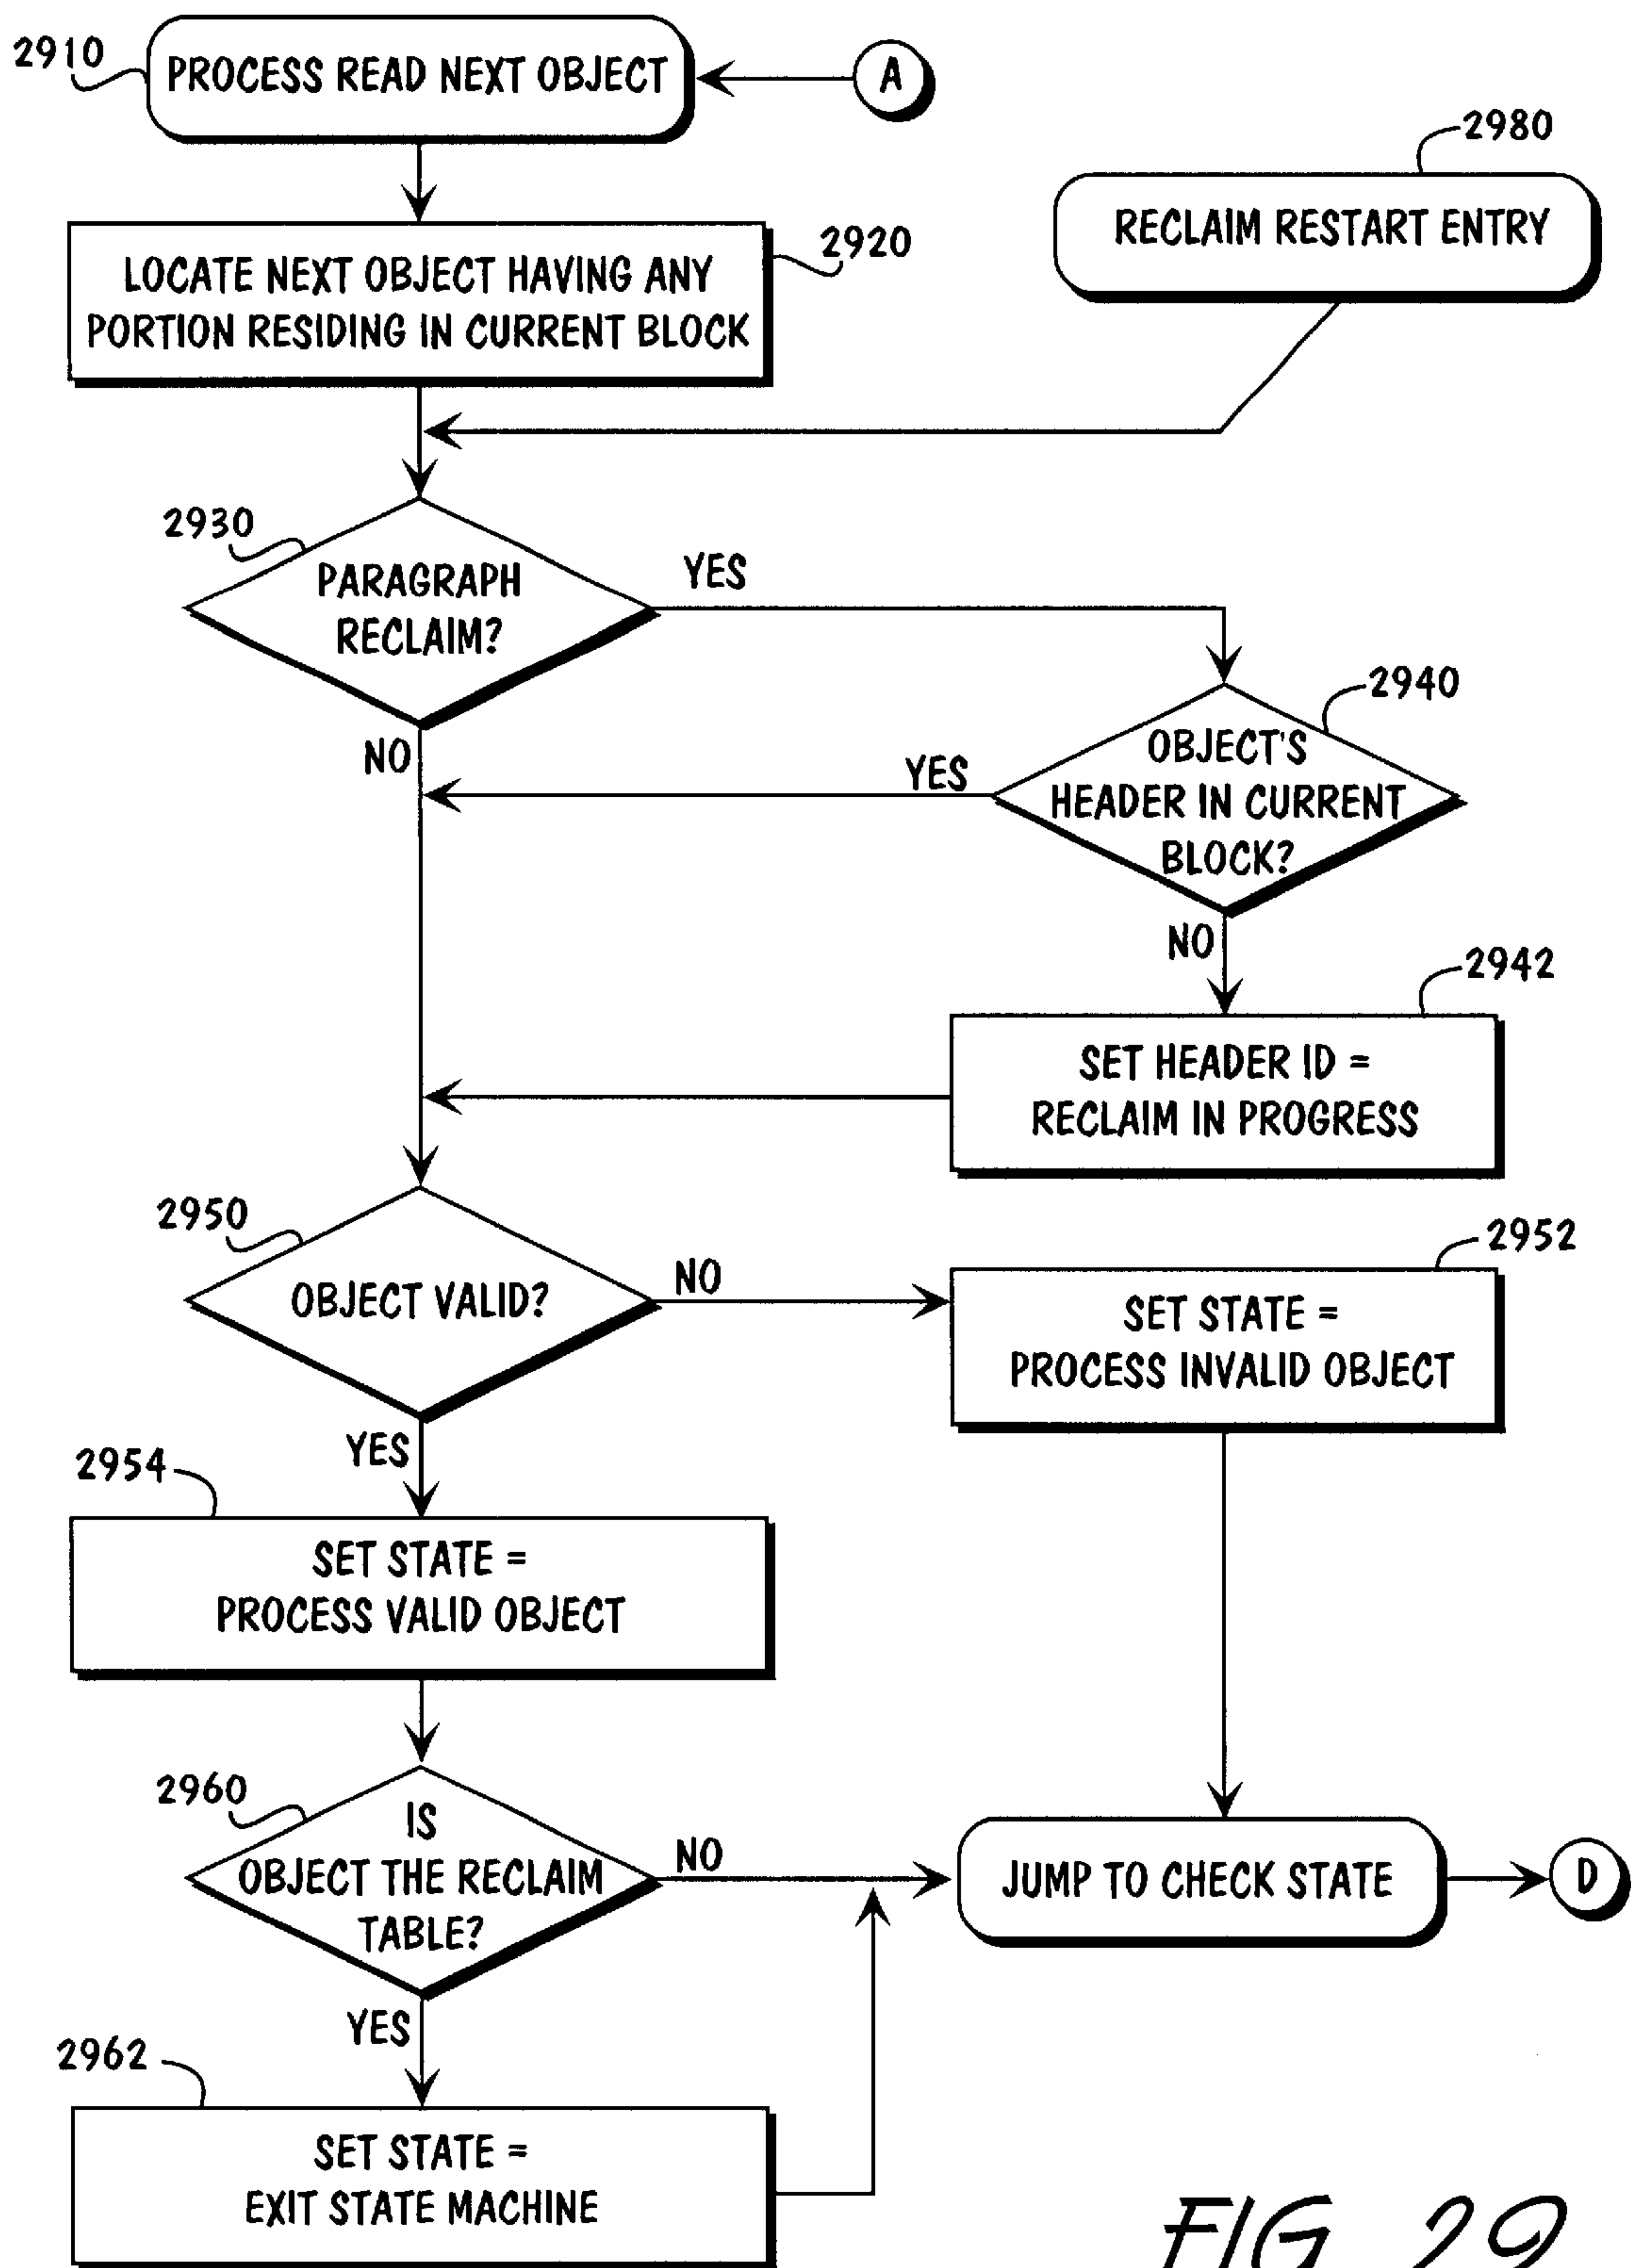 2910
PROCESS READ NEXT OBJECT
A
2980
RECLAIM RESTART ENTRY
2920
LOCATE NEXT OBJECT HAVING ANY
PORTION RESIDING IN CURRENT BLOCK
2930
PARAGRAPH
RECLAIM?
YES
NO
2940
OBJECT'S
HEADER IN CURRENT
BLOCK?
YES
NO
2942
SET HEADER ID =
RECLAIM IN PROGRESS
2950
OBJECT VALID?
NO
2952
SET STATE =
PROCESS INVALID OBJECT
YES
2954
SET STATE =
PROCESS VALID OBJECT
2960
IS
OBJECT THE RECLAIM
TABLE?
NO
JUMP TO CHECK STATE
D
YES
2962
SET STATE =
EXIT STATE MACHINE
FIG 29